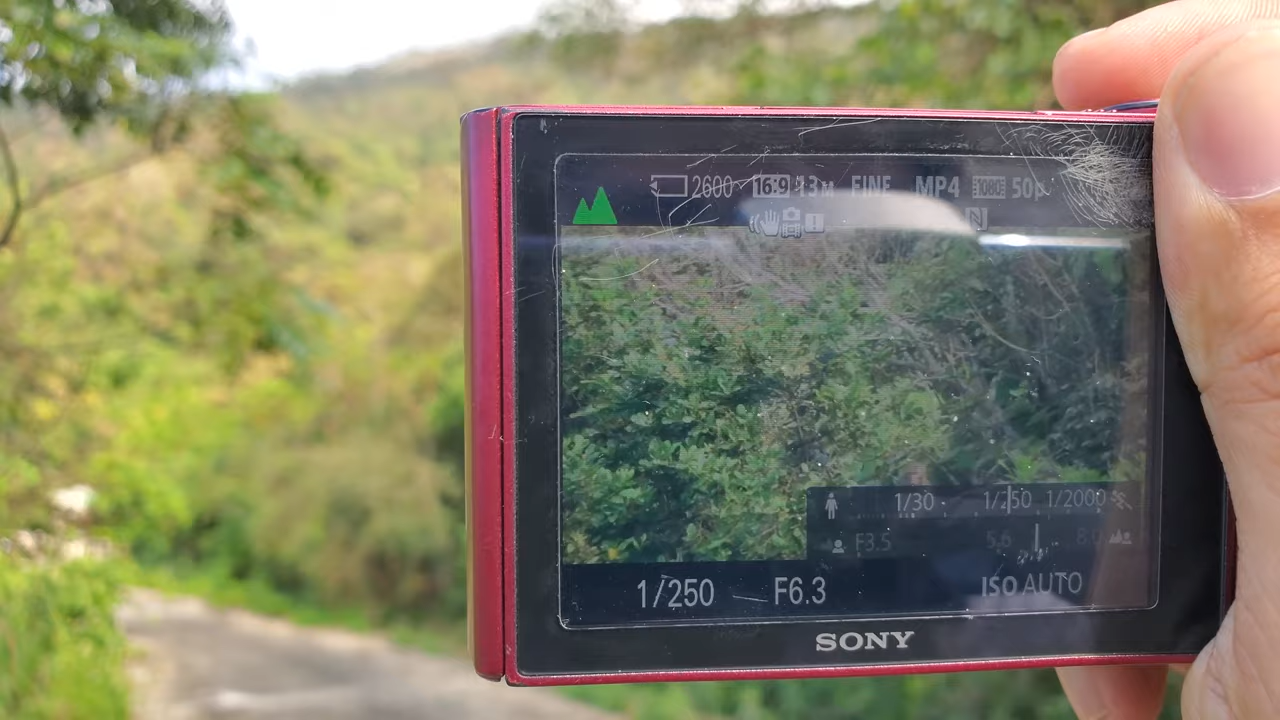 2600 16:9 13M FINE MP4 1080 50p
N
1/30 1/250 1/2000
F3.5 5.6 8.0
1/250 F6.3 ISO AUTO
SONY